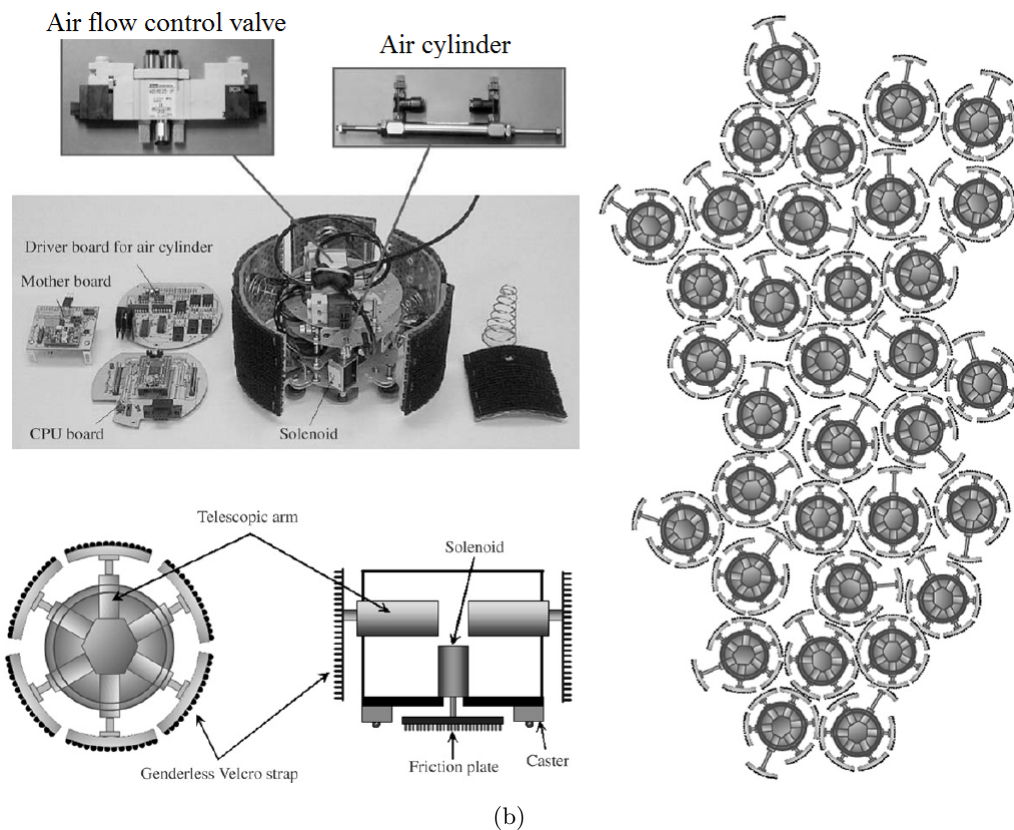 Air flow control valve
Air cylinder
Driver board for air cylinder
Mother board
CPU board
Solenoid
Telescopic arm
Solenoid
Genderless Velcro strap
Friction plate
Caster
(b)